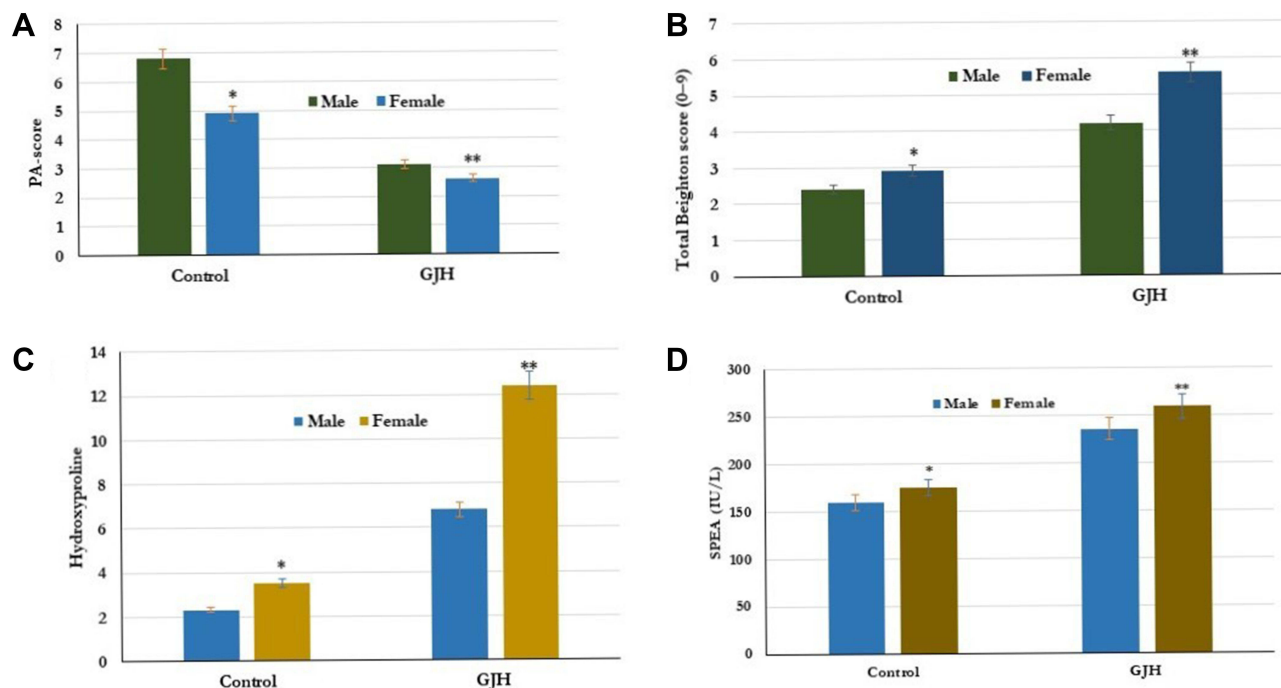 A
8
7
6
5
4
3
2
1
0
PA-score
Male Female
*
**
Control GJH
B
7
6
5
4
3
2
1
0
Total Beighton score (0–9)
Male Female
*
**
Control GJH
C
14
12
10
8
6
4
2
0
Hydroxyproline
Male Female
*
**
Control GJH
D
300
250
200
150
100
50
0
SPEA (IU/L)
Male Female
*
**
Control GJH